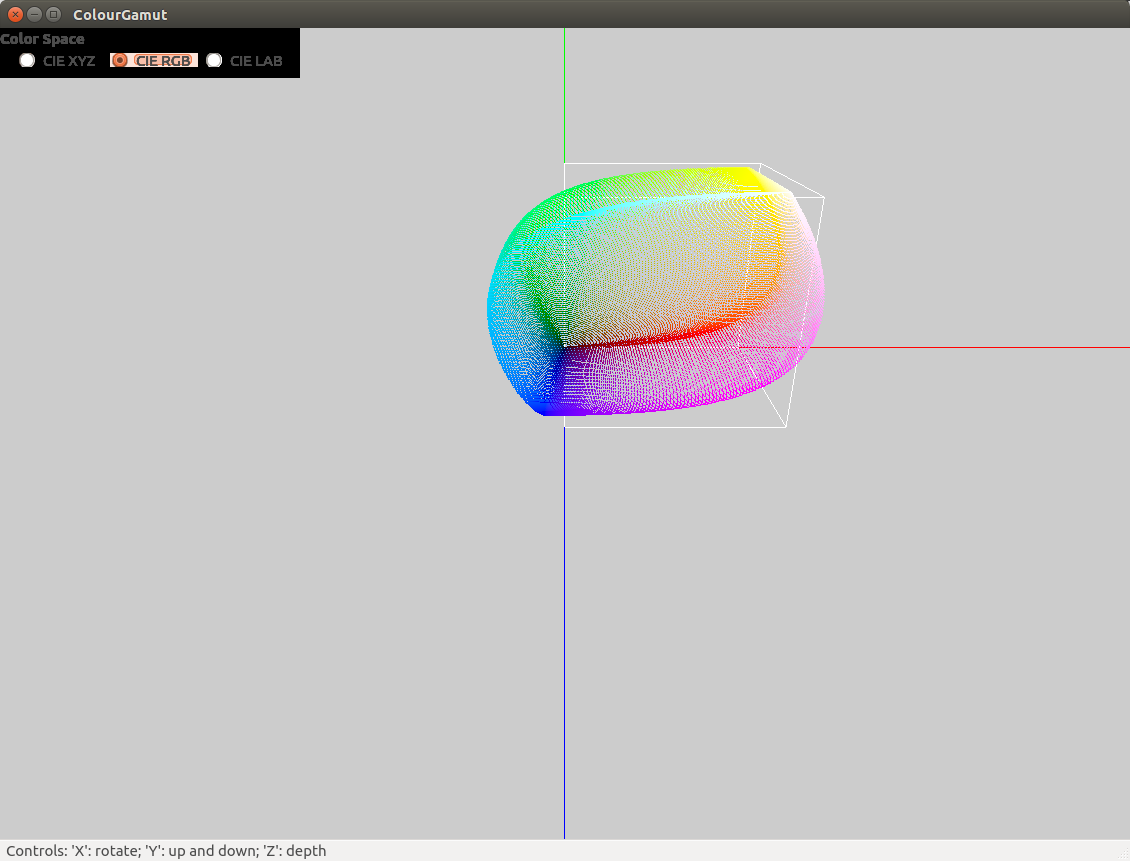 ColourGamut
Color Space
CIE XYZ CIE RGB CIE LAB
Controls: 'X': rotate; 'Y': up and down; 'Z': depth